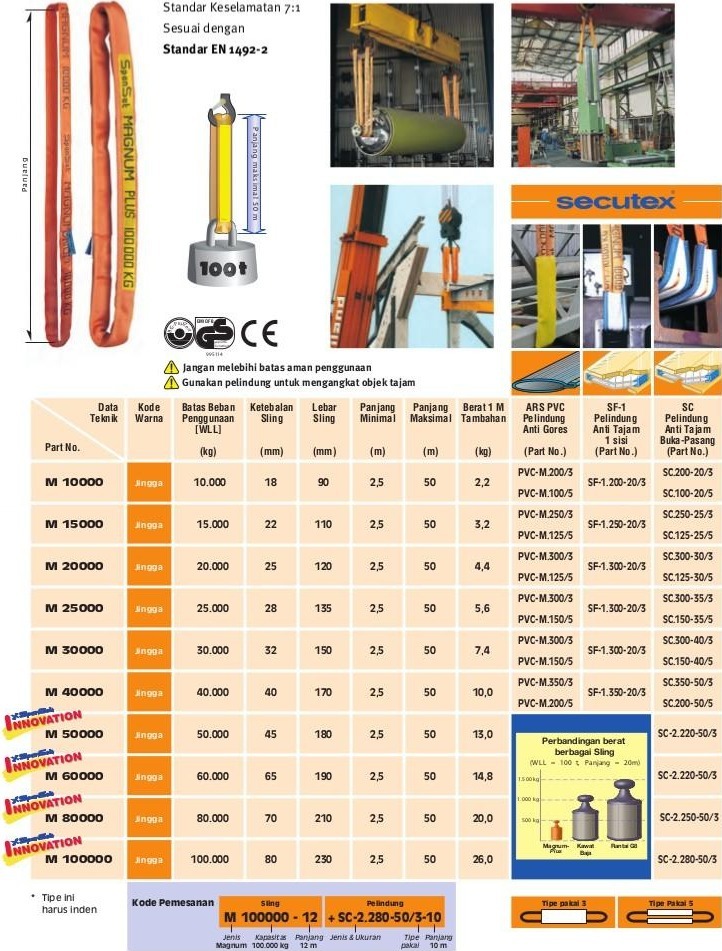 Standar Keselamatan 7:1
Sesuai dengan
Standar EN 1492-2
Panjang
SpanSet MAGNUM PLUS 100 000 KG
Panjang maksimal 50 m
100t
995114
CE
Jangan melebihi batas aman penggunaan
Gunakan pelindung untuk mengangkat objek tajam
secutex®
Data Teknik Part No. Kode Warna Batas Beban Penggunaan [WLL] (kg) Ketebalan Sling (mm) Lebar Sling (mm) Panjang Minimal (m) Panjang Maksimal (m) Berat 1 M Tambahan (kg) ARS PVC Pelindung Anti Gores (Part No.) SF-1 Pelindung Anti Tajam 1 sisi (Part No.) SC Pelindung Anti Tajam Buka-Pasang (Part No.)
M 10000 Jingga 10.000 18 90 2,5 50 2,2 PVC-M.200/3 PVC-M.100/5 SF-1.200-20/3 SC.200-20/3 SC.100-20/5
M 15000 Jingga 15.000 22 110 2,5 50 3,2 PVC-M.250/3 PVC-M.125/5 SF-1.250-20/3 SC.250-25/3 SC.125-25/5
M 20000 Jingga 20.000 25 120 2,5 50 4,4 PVC-M.300/3 PVC-M.125/5 SF-1.300-20/3 SC.300-30/3 SC.125-30/5
M 25000 Jingga 25.000 28 135 2,5 50 5,6 PVC-M.300/3 PVC-M.150/5 SF-1.300-20/3 SC.300-35/3 SC.150-35/5
M 30000 Jingga 30.000 32 150 2,5 50 7,4 PVC-M.300/3 PVC-M.150/5 SF-1.300-20/3 SC.300-40/3 SC.150-40/5
M 40000 Jingga 40.000 40 170 2,5 50 10,0 PVC-M.350/3 PVC-M.200/5 SF-1.350-20/3 SC.350-50/3 SC.200-50/5
INNOVATION
M 50000 Jingga 50.000 45 180 2,5 50 13,0 SC-2.220-50/3
INNOVATION
M 60000 Jingga 60.000 65 190 2,5 50 14,8 SC-2.220-50/3
INNOVATION
M 80000 Jingga 80.000 70 210 2,5 50 20,0 SC-2.250-50/3
INNOVATION
M 100000 Jingga 100.000 80 230 2,5 50 26,0 SC-2.280-50/3
Perbandingan berat
berbagai Sling
(WLL = 100 t, Panjang = 20m)
1.500 kg
1.000 kg
500 kg
Magnum-Plus Kawat Baja Rantai G8
* Tipe ini
harus inden
Kode Pemesanan
Sling Pelindung
M 100000 - 12 + SC-2.280-50/3-10
Jenis Kapasitas Panjang Jenis & Ukuran Tipe Panjang
Magnum 100.000 kg 12 m pakai 10 m
Tipe pakai 3 Tipe Pakai 5